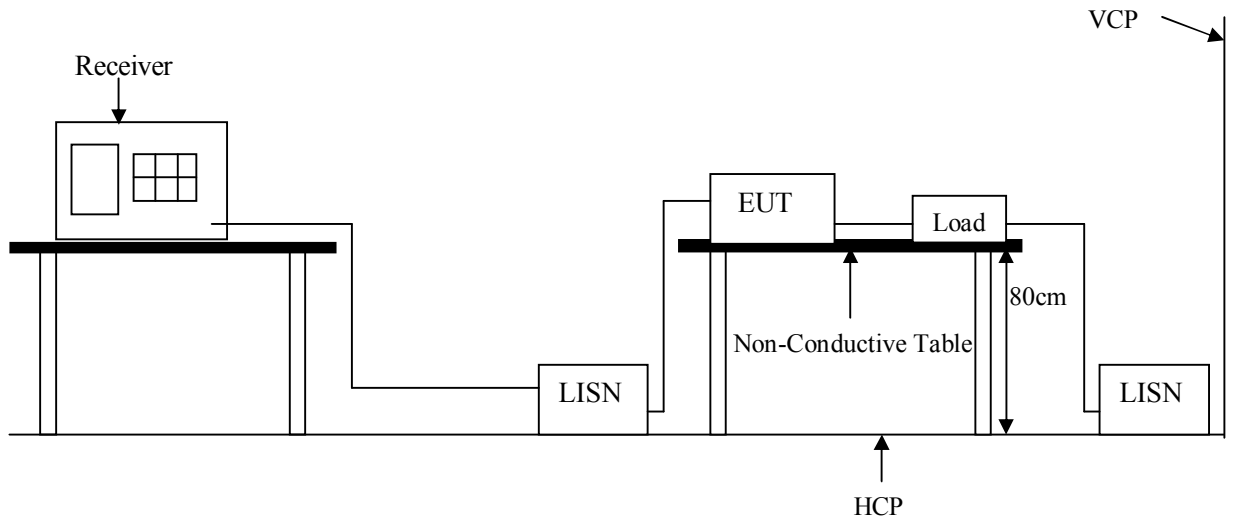 VCP
Receiver
EUT
Load
80cm
Non-Conductive Table
LISN
LISN
HCP